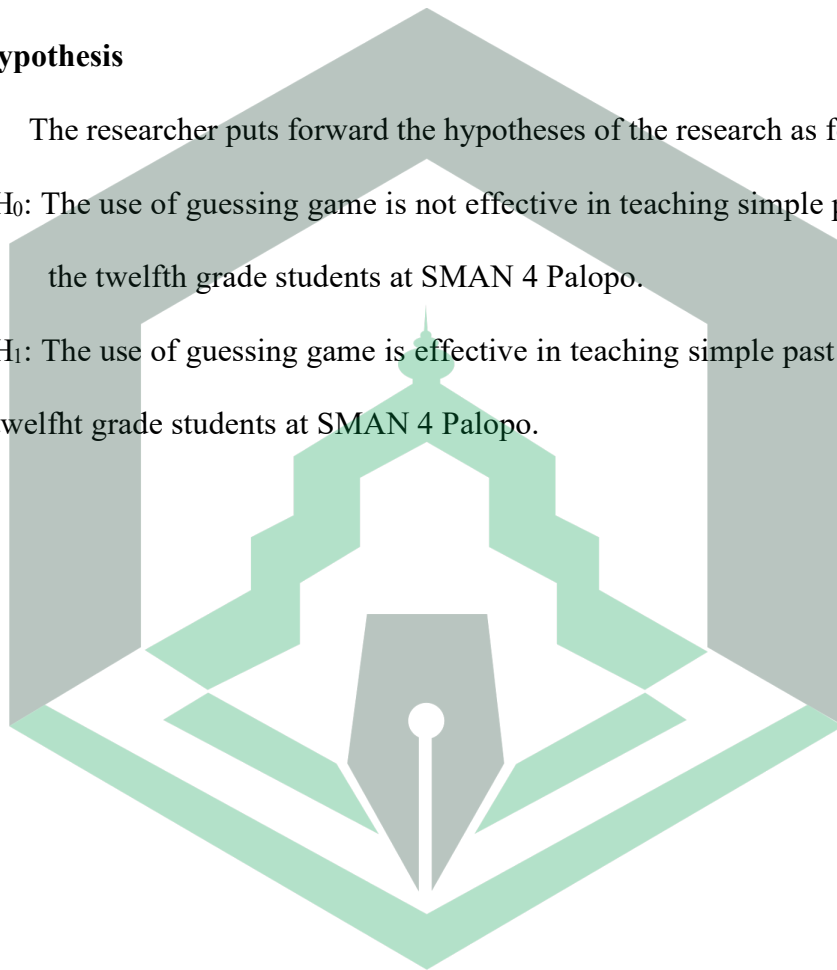 ypothesis
The researcher puts forward the hypotheses of the research as f
H₀: The use of guessing game is not effective in teaching simple p
the twelfth grade students at SMAN 4 Palopo.
H₁: The use of guessing game is effective in teaching simple past
twelfht grade students at SMAN 4 Palopo.